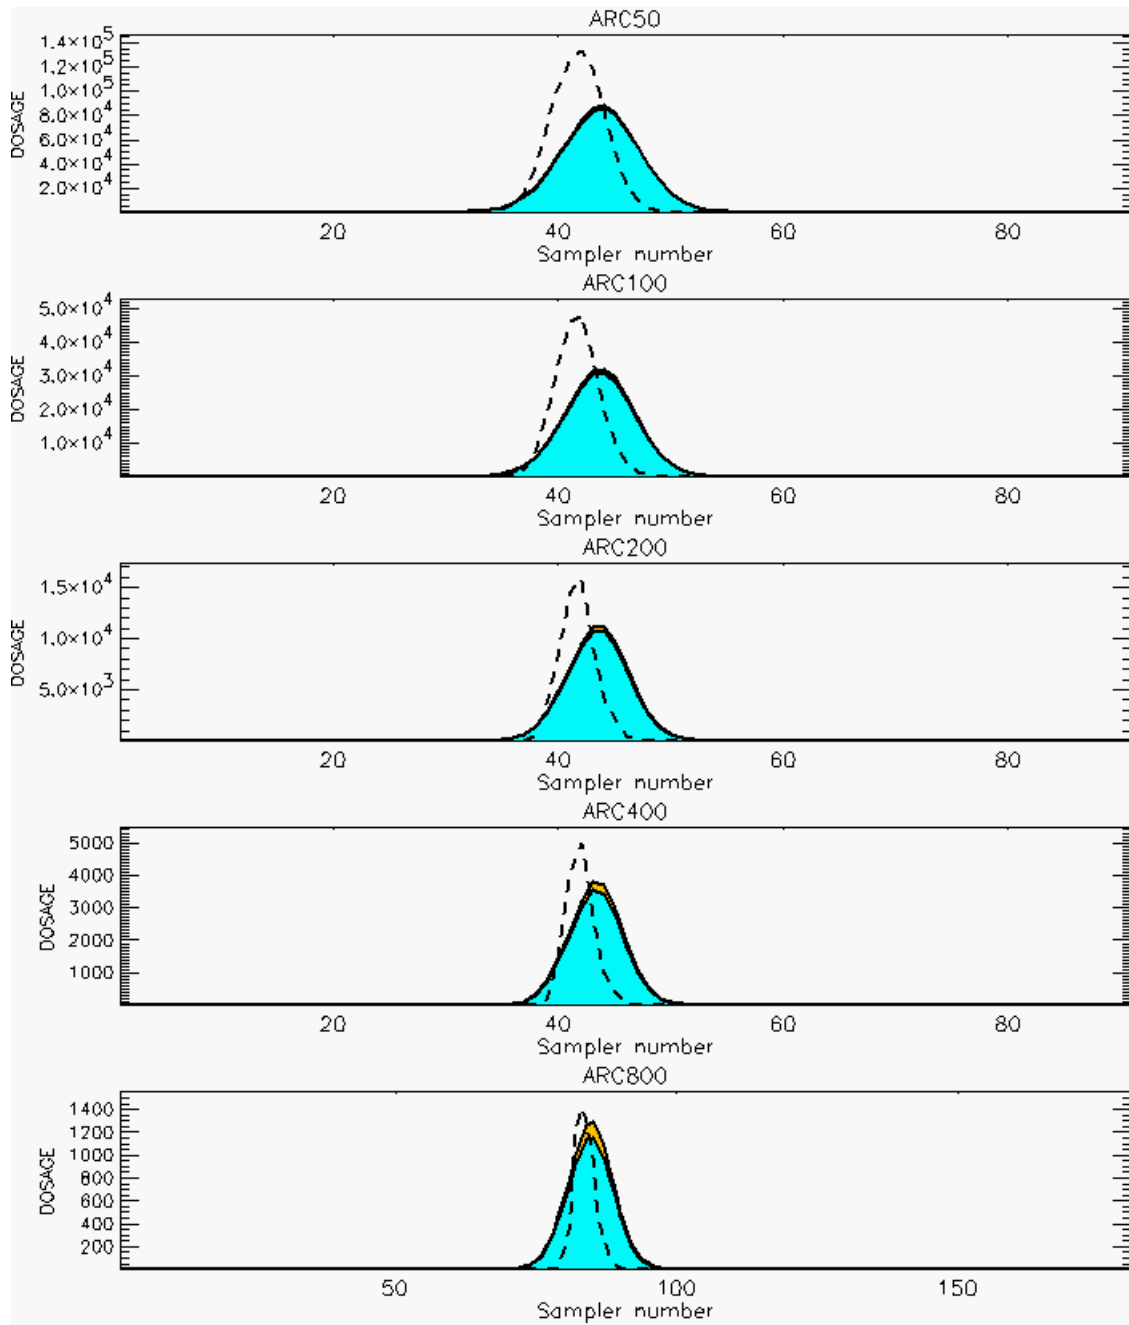 ARC50
1.4×10⁵
1.2×10⁵
1.0×10⁵
8.0×10⁴
6.0×10⁴
4.0×10⁴
2.0×10⁴
DOSAGE
20 40 60 80
Sampler number
ARC100
5.0×10⁴
4.0×10⁴
3.0×10⁴
2.0×10⁴
1.0×10⁴
DOSAGE
20 40 60 80
Sampler number
ARC200
1.5×10⁴
1.0×10⁴
5.0×10³
DOSAGE
20 40 60 80
Sampler number
ARC400
5000
4000
3000
2000
1000
DOSAGE
20 40 60 80
Sampler number
ARC800
1400
1200
1000
800
600
400
200
DOSAGE
50 100 150
Sampler number